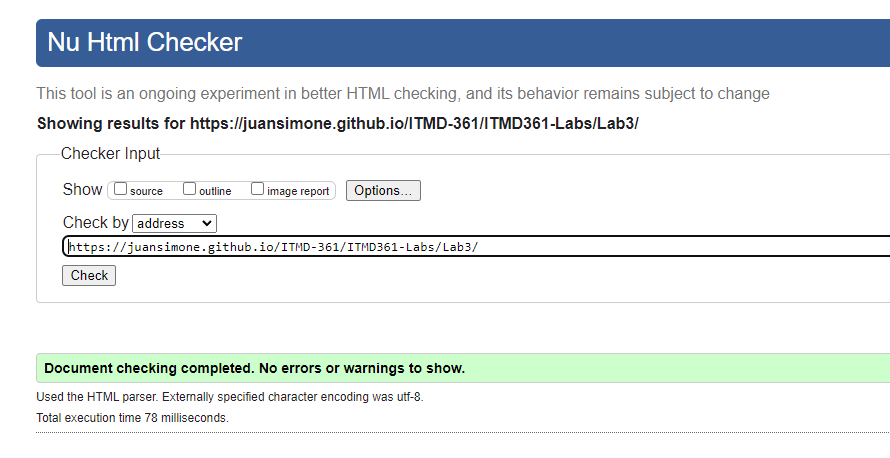 Nu Html Checker
This tool is an ongoing experiment in better HTML checking, and its behavior remains subject to change
Showing results for https://juansimone.github.io/ITMD-361/ITMD361-Labs/Lab3/
Checker Input
Show source outline image report Options...
Check by address
https://juansimone.github.io/ITMD-361/ITMD361-Labs/Lab3/
Check
Document checking completed. No errors or warnings to show.
Used the HTML parser. Externally specified character encoding was utf-8.
Total execution time 78 milliseconds.